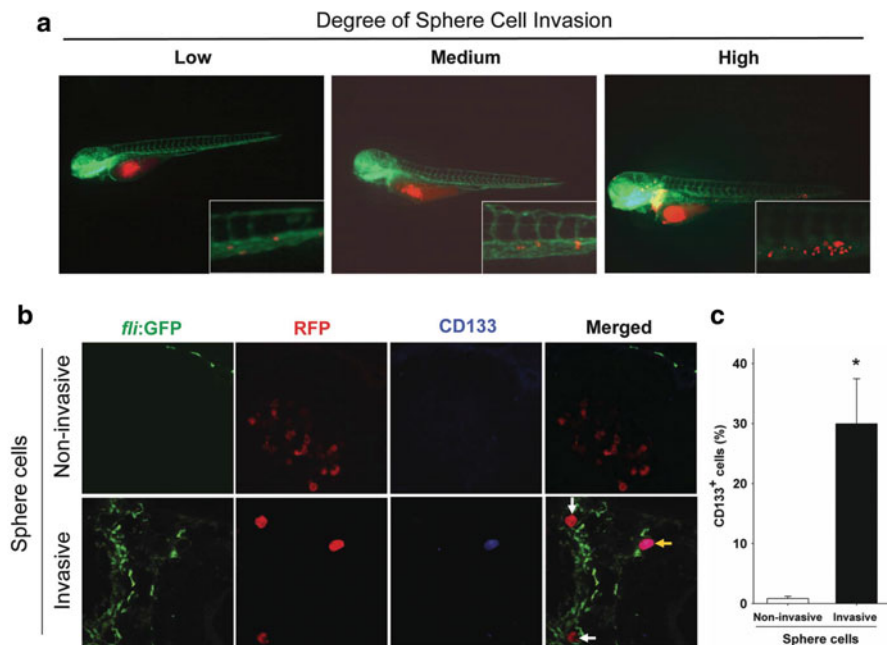 a
Degree of Sphere Cell Invasion
Low
Medium
High
b
fli:GFP
RFP
CD133
Merged
Sphere cells
Non-invasive
Invasive
c
CD133+ cells (%)
40
30
20
10
0
*
Non-invasive
Invasive
Sphere cells